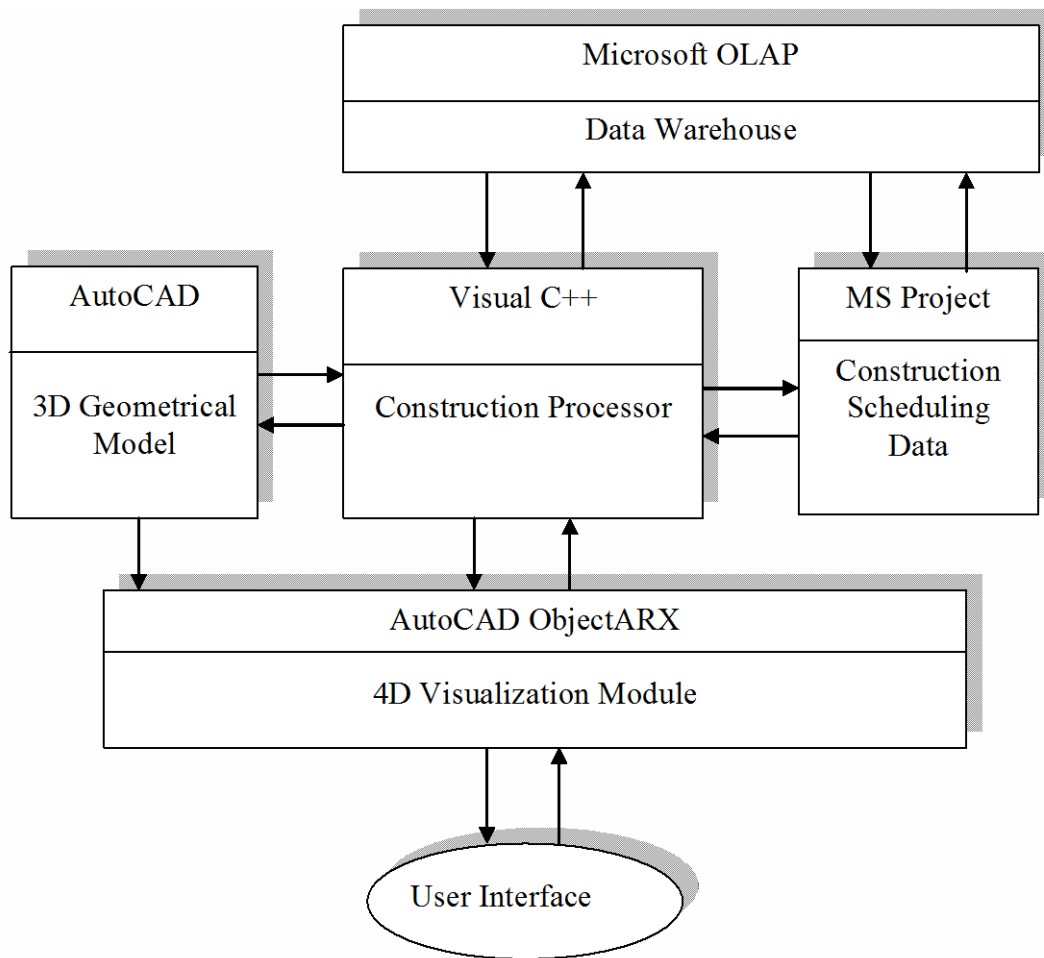 Microsoft OLAP
Data Warehouse
AutoCAD
3D Geometrical
Model
Visual C++
Construction Processor
MS Project
Construction
Scheduling
Data
AutoCAD ObjectARX
4D Visualization Module
User Interface